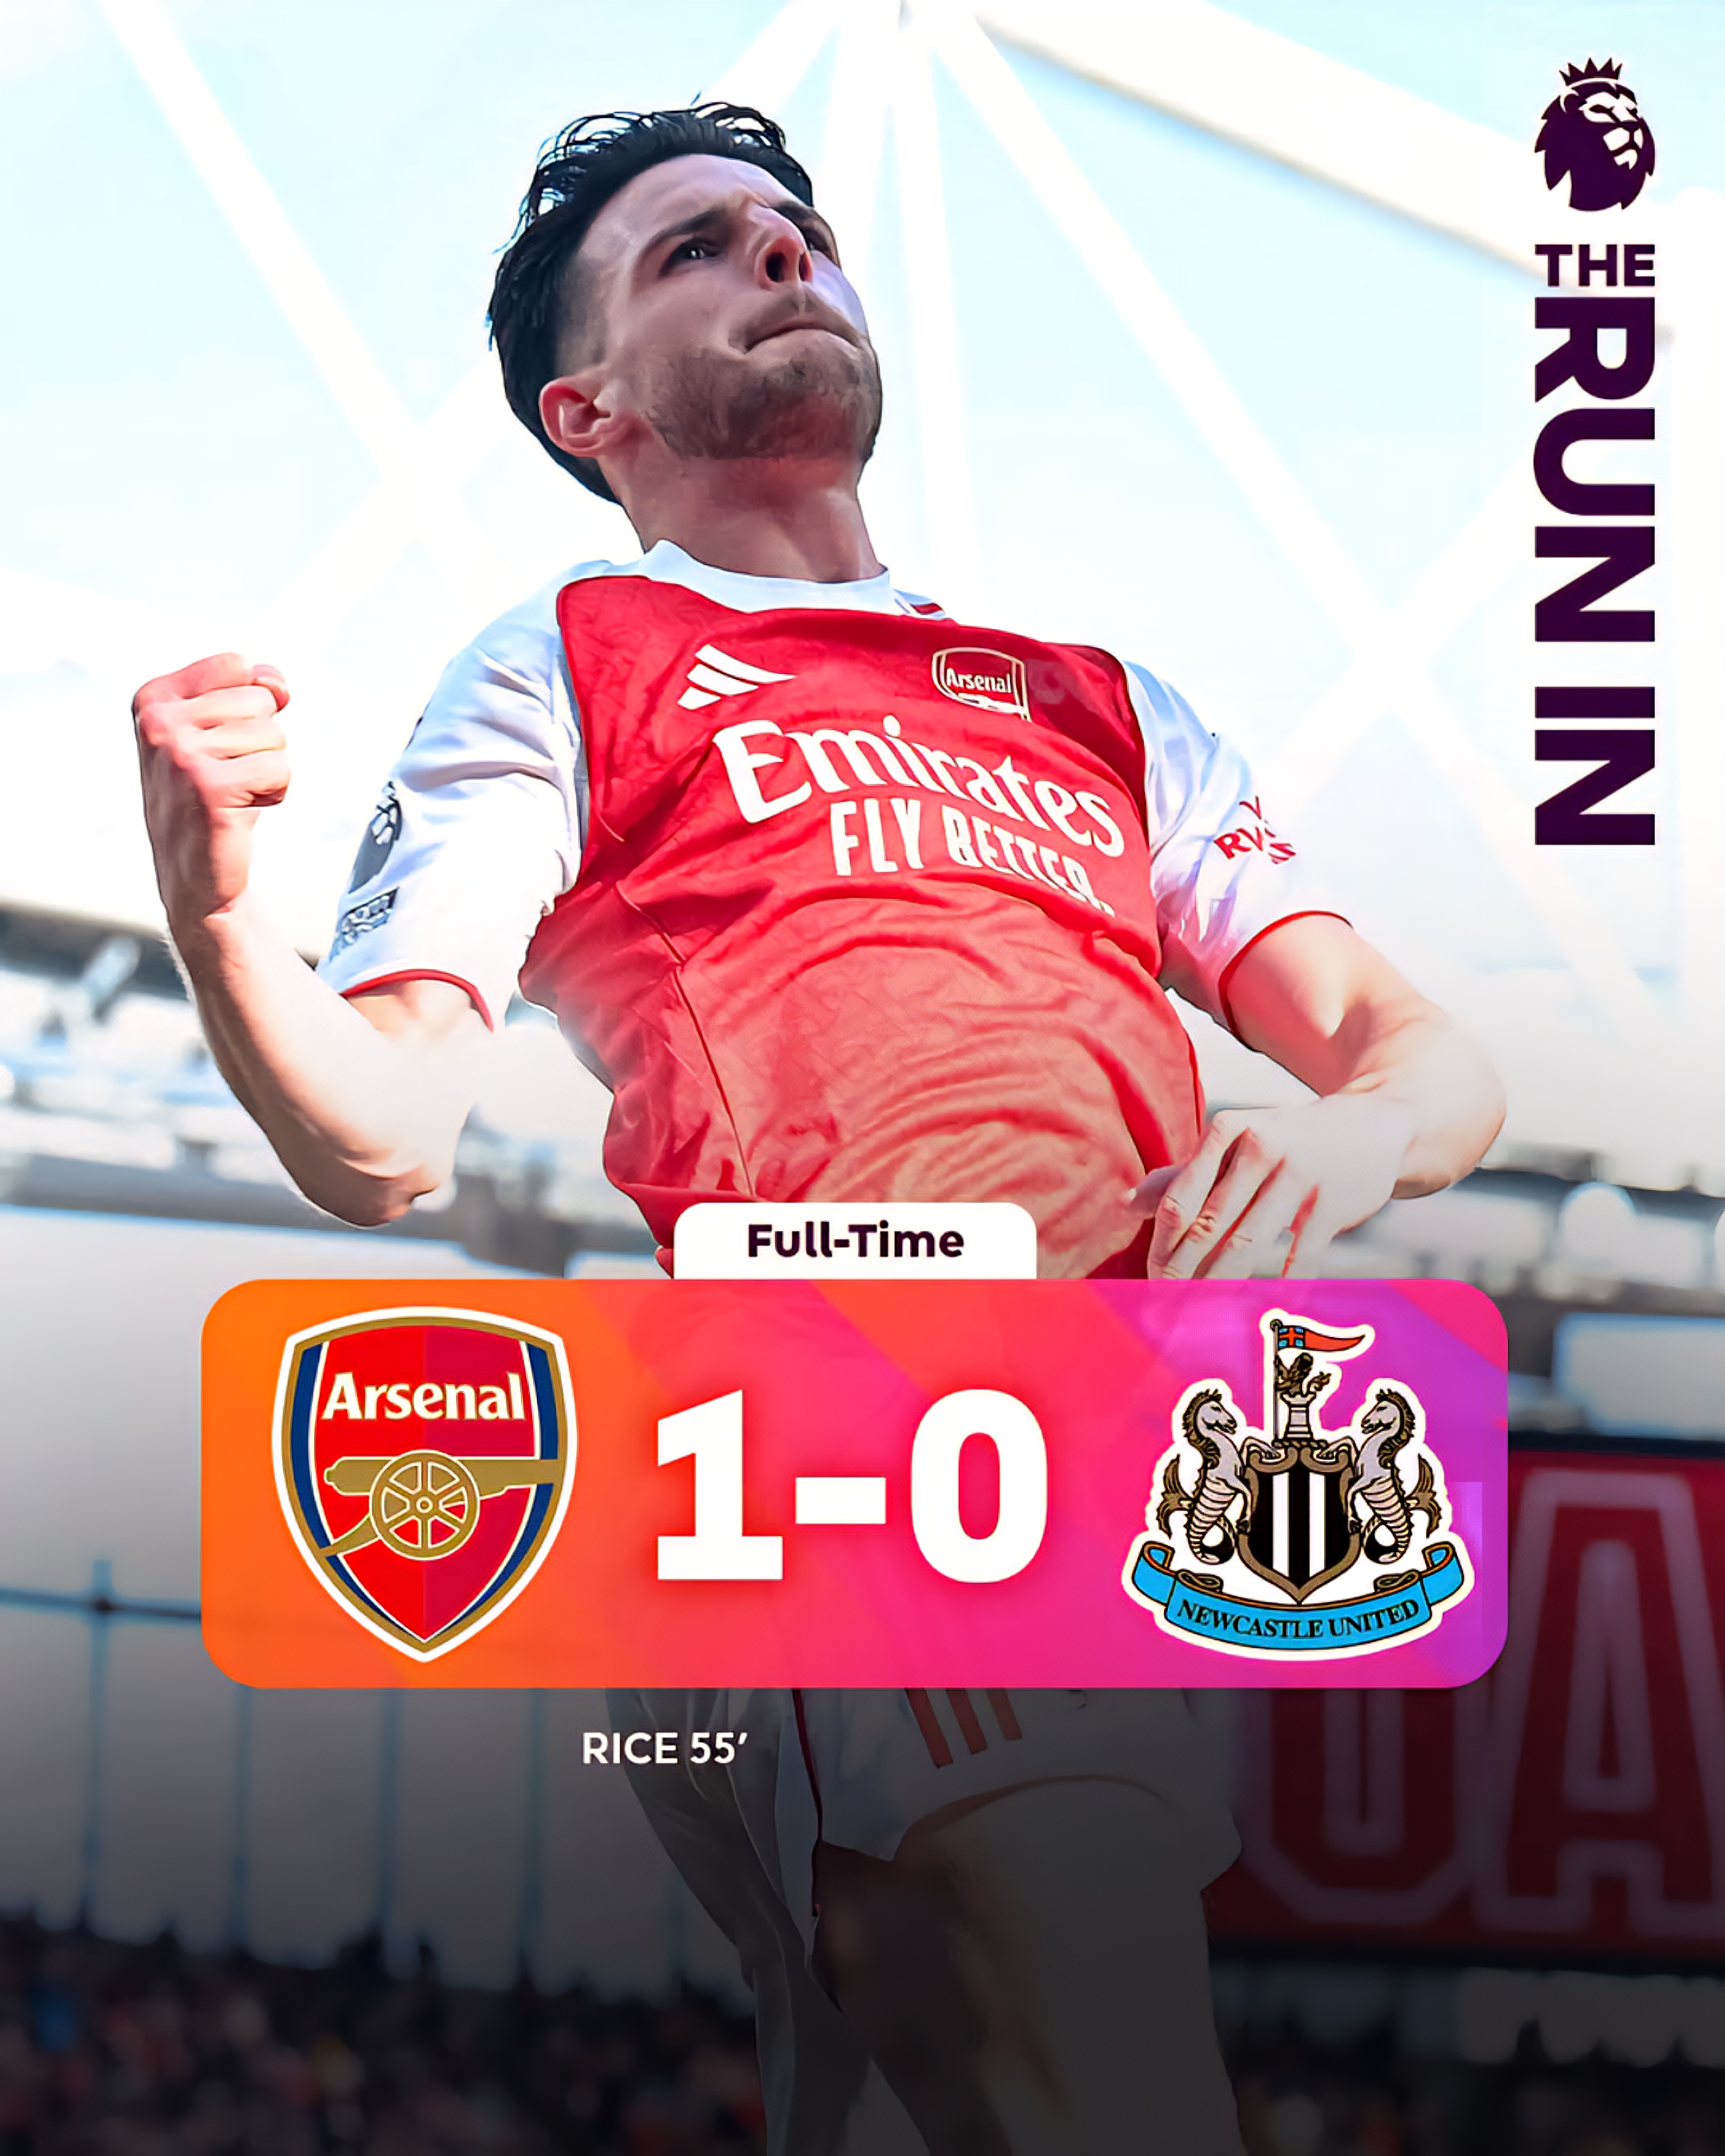 THE
RUN IN
Arsenal
Emirates
FLY BETTER.
Full-Time
Arsenal
1-0
NEWCASTLE UNITED
RICE 55’